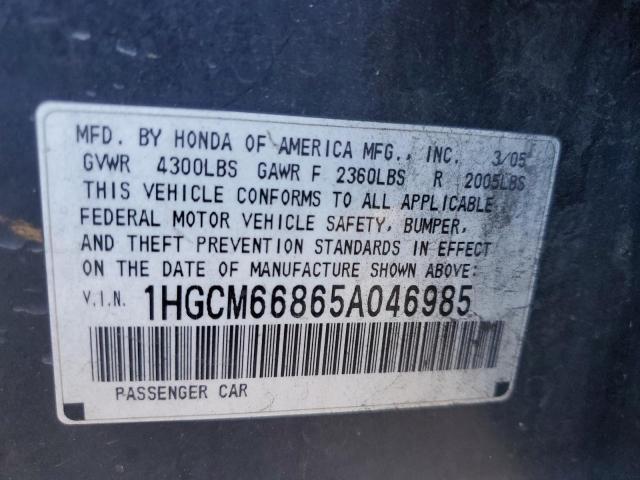 MFD. BY HONDA OF AMERICA MFG., INC. 3/05
GVWR 4300LBS GAWR F 2360LBS R 2005LBS
THIS VEHICLE CONFORMS TO ALL APPLICABLE
FEDERAL MOTOR VEHICLE SAFETY, BUMPER,
AND THEFT PREVENTION STANDARDS IN EFFECT
ON THE DATE OF MANUFACTURE SHOWN ABOVE:
V.I.N. 1HGCM66865A046985
PASSENGER CAR